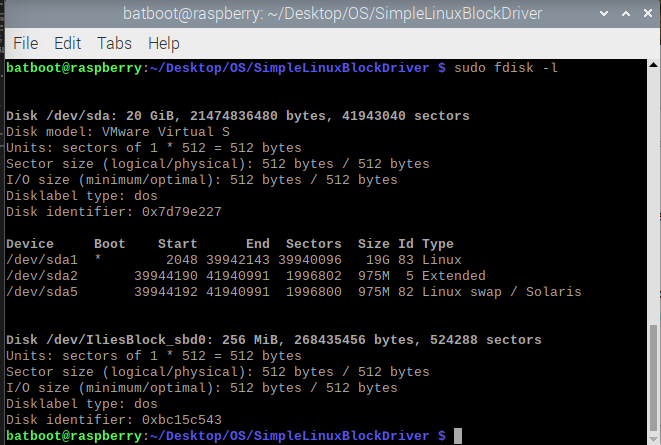 batboot@raspberry: ~/Desktop/OS/SimpleLinuxBlockDriver
File Edit Tabs Help
batboot@raspberry:~/Desktop/OS/SimpleLinuxBlockDriver $ sudo fdisk -l
Disk /dev/sda: 20 GiB, 21474836480 bytes, 41943040 sectors
Disk model: VMware Virtual S
Units: sectors of 1 * 512 = 512 bytes
Sector size (logical/physical): 512 bytes / 512 bytes
I/O size (minimum/optimal): 512 bytes / 512 bytes
Disklabel type: dos
Disk identifier: 0x7d79e227
Device Boot Start End Sectors Size Id Type
/dev/sda1 * 2048 39942143 39940096 19G 83 Linux
/dev/sda2 39944190 41940991 1996802 975M 5 Extended
/dev/sda5 39944192 41940991 1996800 975M 82 Linux swap / Solaris
Disk /dev/IliesBlock_sbd0: 256 MiB, 268435456 bytes, 524288 sectors
Units: sectors of 1 * 512 = 512 bytes
Sector size (logical/physical): 512 bytes / 512 bytes
I/O size (minimum/optimal): 512 bytes / 512 bytes
Disklabel type: dos
Disk identifier: 0xbc15c543
batboot@raspberry:~/Desktop/OS/SimpleLinuxBlockDriver $